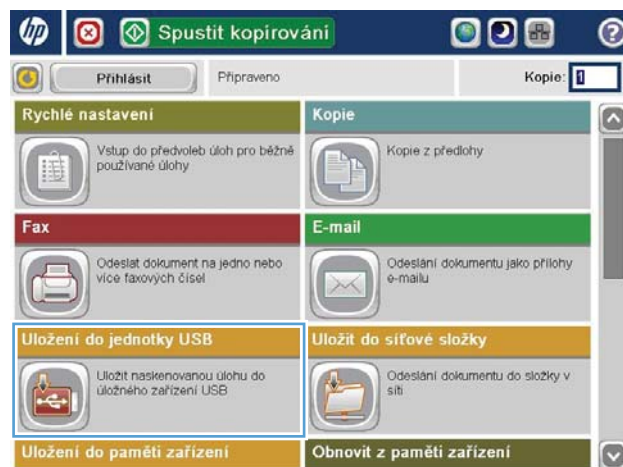 hp
Spustit kopírování
?
Přihlásit
Připraveno
Kopie: 1
Rychlé nastavení
Vstup do předvoleb úloh pro běžně
používané úlohy
Kopie
Kopie z předlohy
Fax
Odeslat dokument na jedno nebo
více faxových čísel
E-mail
Odeslání dokumentu jako přílohy
e-mailu
Uložení do jednotky USB
Uložit naskenovanou úlohu do
úložného zařízení USB
Uložit do síťové složky
Odeslání dokumentu do složky v
síti
Uložení do paměti zařízení
Obnovit z paměti zařízení